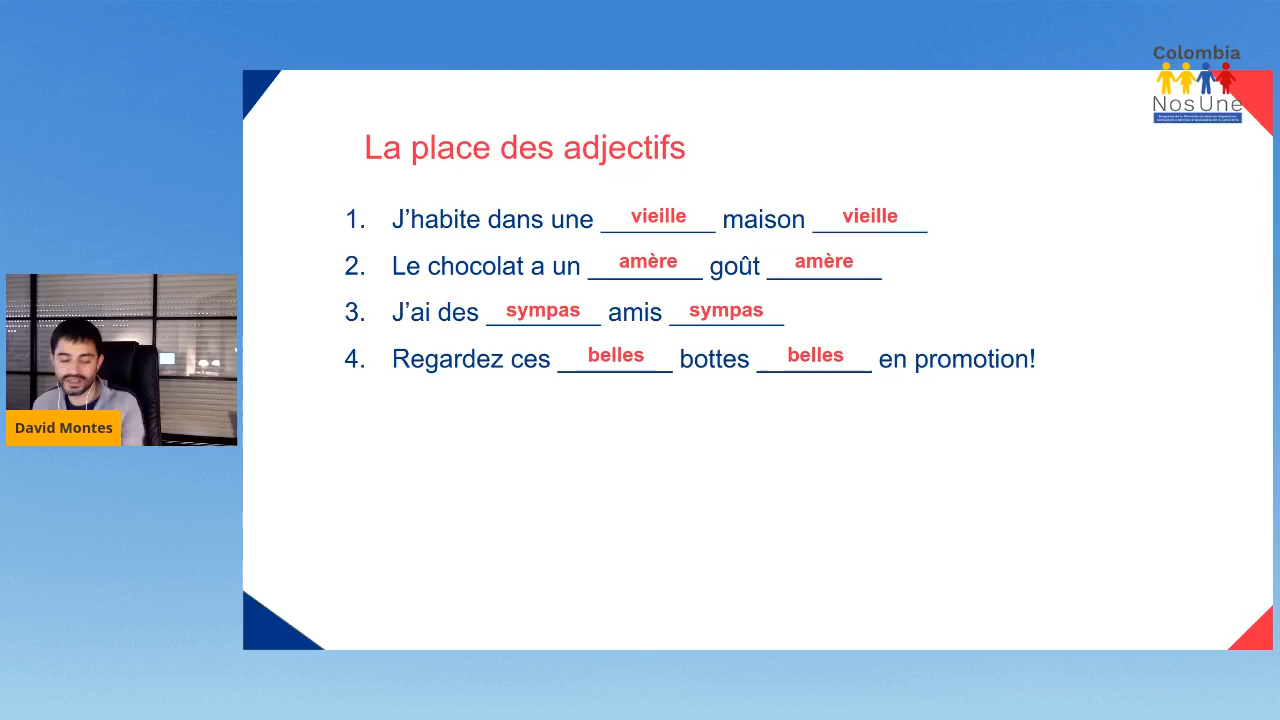 Colombia
NosUne
La place des adjectifs
1. J’habite dans une vieille maison vieille
2. Le chocolat a un amère goût amère
3. J’ai des sympas amis sympas
4. Regardez ces belles bottes belles en promotion!
David Montes